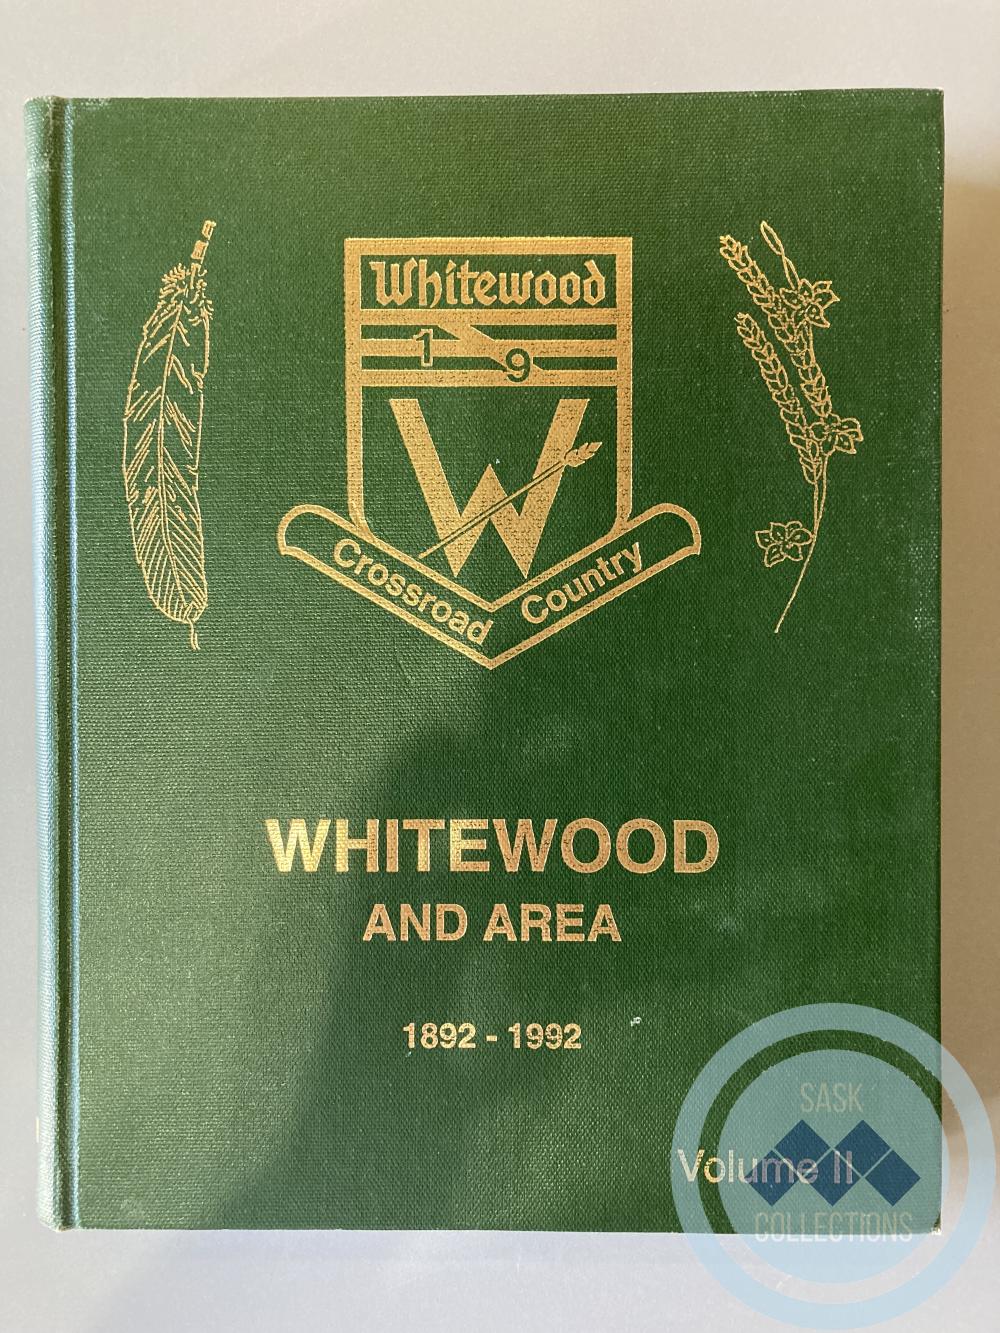 Whitewood
1
9
W
Crossroad Country
WHITEWOOD
AND AREA
1892 - 1992
Volume II
SASK
COLLECTIONS